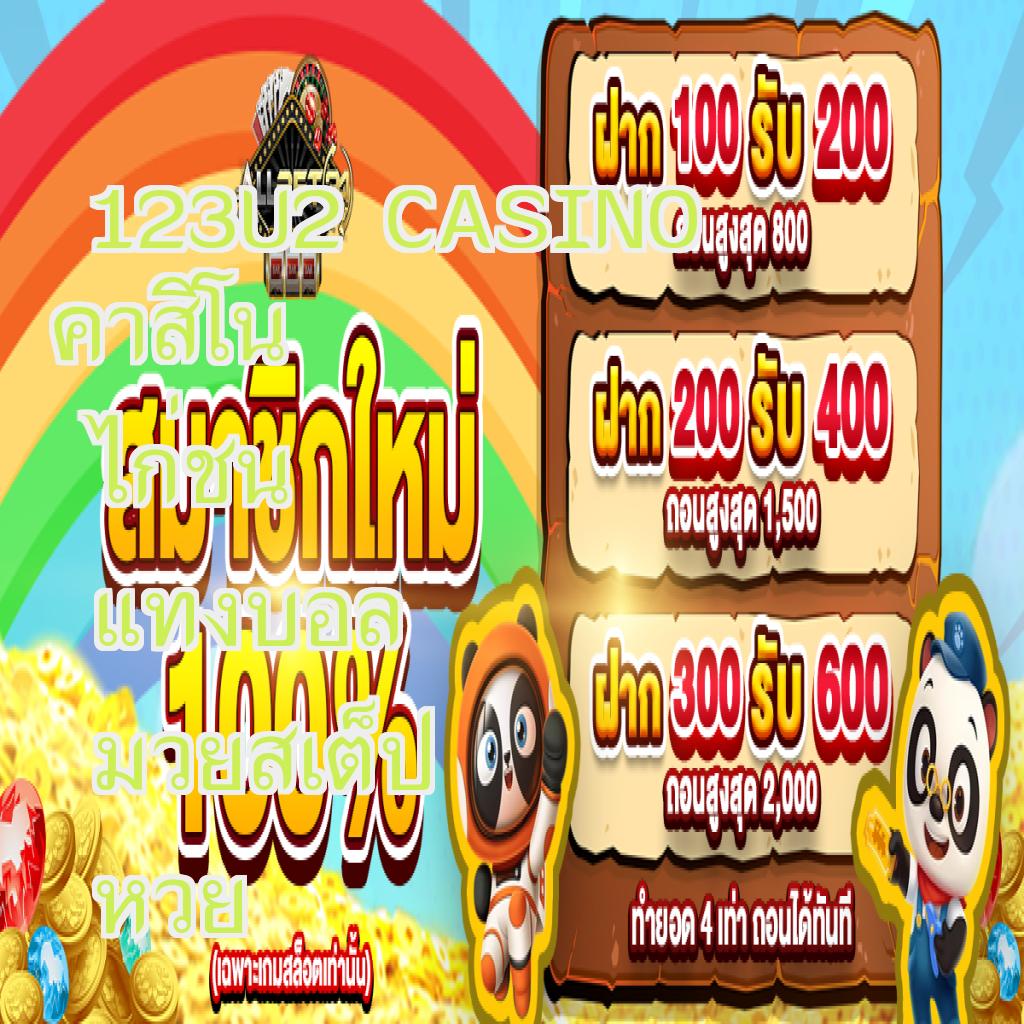 123U2 CASINO
คาสิโน
ไก่ชน
แทงบอล
มวยสเต็ป
หวย
สมาชิกใหม่
100%
(เฉพาะเกมสล็อตเท่านั้น)
ฝาก 100 รับ 200
ถอนสูงสุด 800
ฝาก 200 รับ 400
ถอนสูงสุด 1,500
ฝาก 300 รับ 600
ถอนสูงสุด 2,000
ทำยอด 4 เท่า ถอนได้ทันที